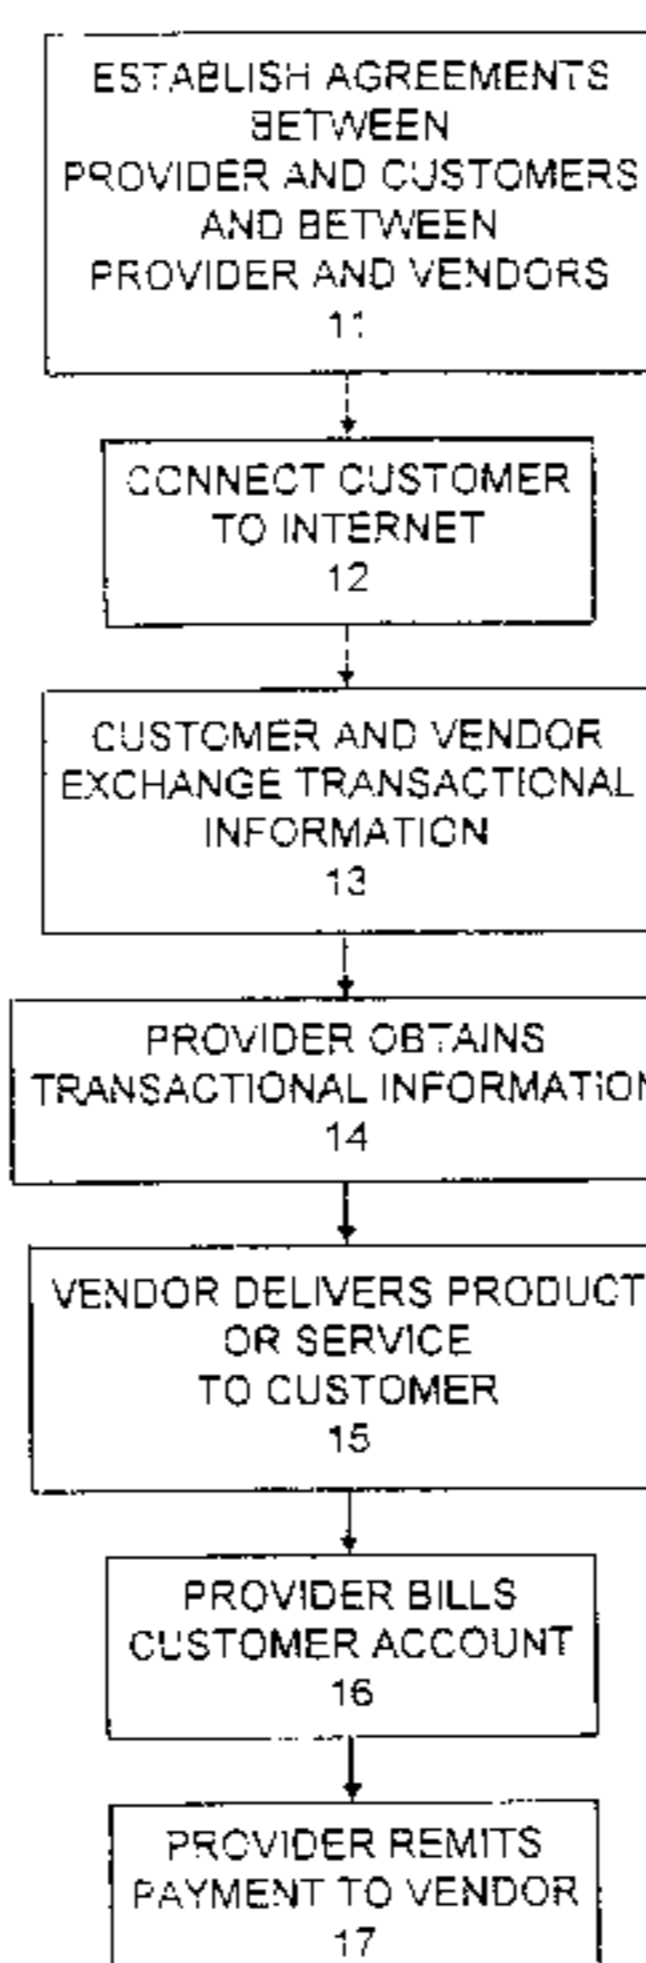 ESTABLISH AGREEMENTS
BETWEEN
PROVIDER AND CUSTOMERS
AND BETWEEN
PROVIDER AND VENDORS
11
CONNECT CUSTOMER
TO INTERNET
12
CUSTOMER AND VENDOR
EXCHANGE TRANSACTIONAL
INFORMATION
13
PROVIDER OBTAINS
TRANSACTIONAL INFORMATION
14
VENDOR DELIVERS PRODUCT
OR SERVICE
TO CUSTOMER
15
PROVIDER BILLS
CUSTOMER ACCOUNT
16
PROVIDER REMITS
PAYMENT TO VENDOR
17